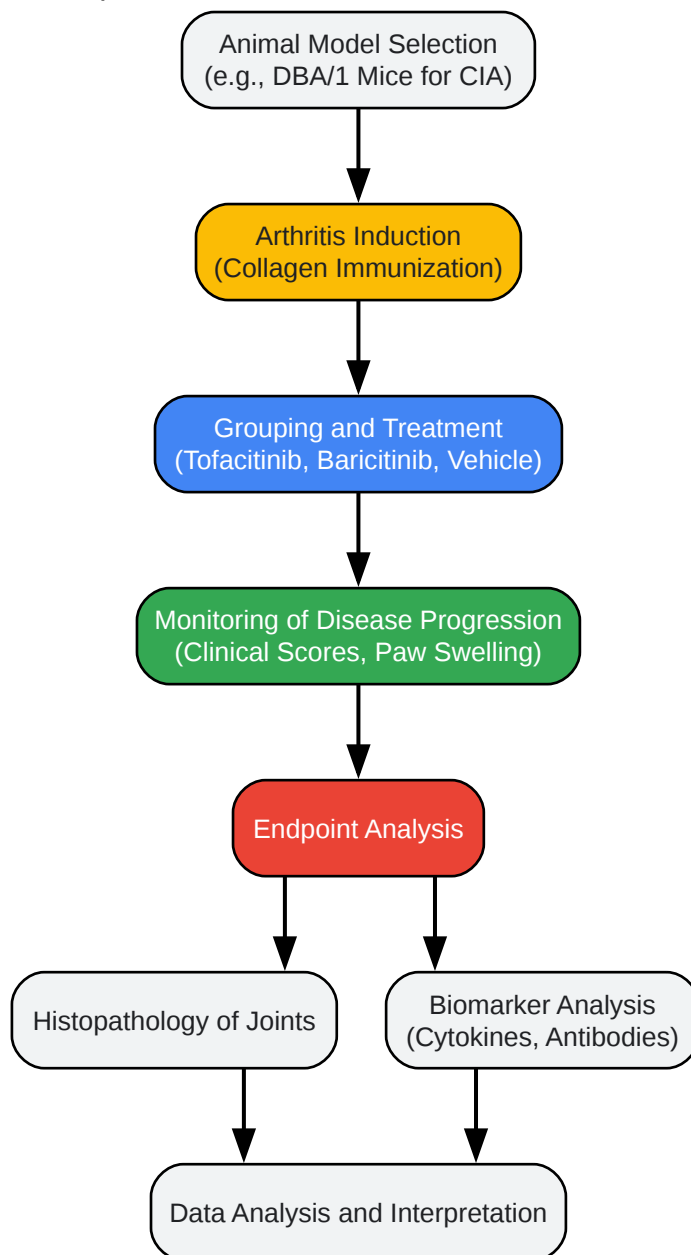 Animal Model Selection
(e.g., DBA/1 Mice for CIA)
Arthritis Induction
(Collagen Immunization)
Grouping and Treatment
(Tofacitinib, Baricitinib, Vehicle)
Monitoring of Disease Progression
(Clinical Scores, Paw Swelling)
Endpoint Analysis
Histopathology of Joints
Biomarker Analysis
(Cytokines, Antibodies)
Data Analysis and Interpretation